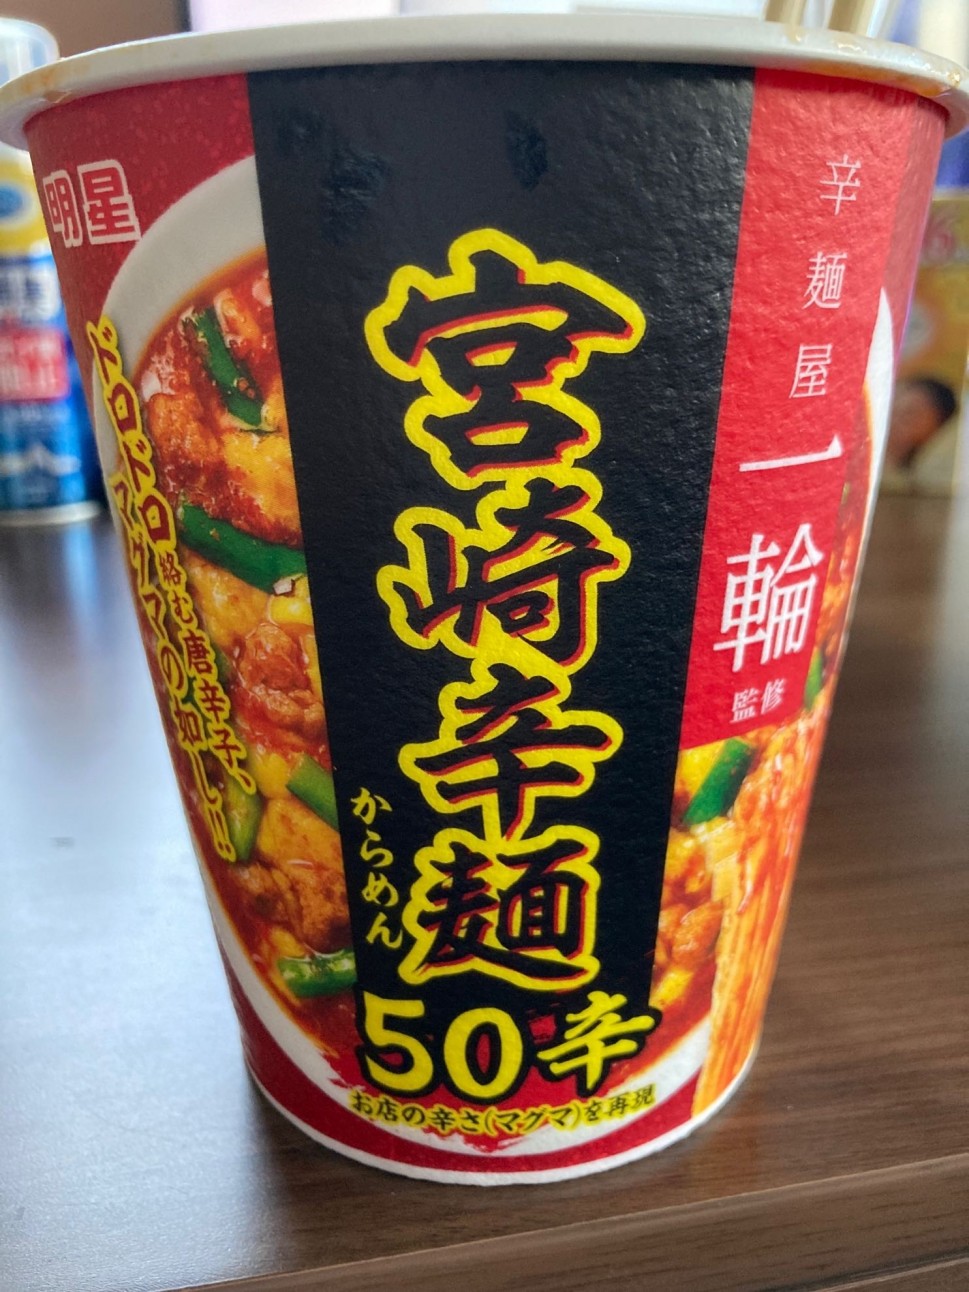 明星
辛麺屋一輪
監修
宮崎辛麺
からめん
50辛
お店の辛さ(マグマ)を再現
ドロドロ絡む唐辛子、
マグマの如し!!